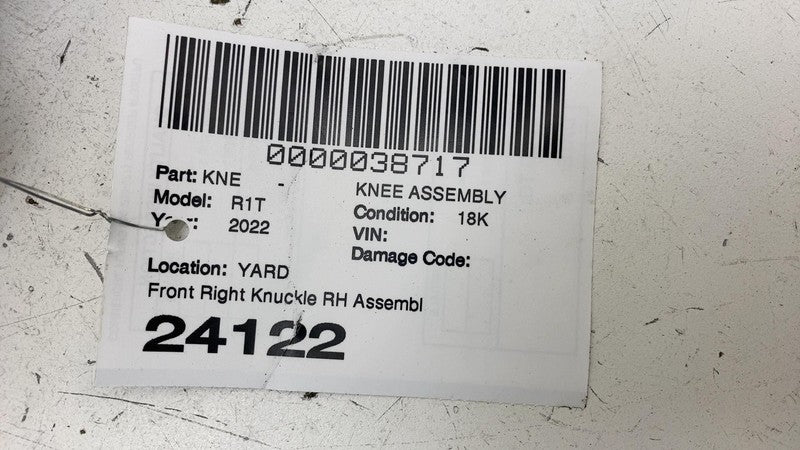 0000038717
Part: KNE - KNEE ASSEMBLY
Model: R1T Condition: 18K
Year: 2022 VIN:
Damage Code:
Location: YARD
Front Right Knuckle RH Assembl
24122